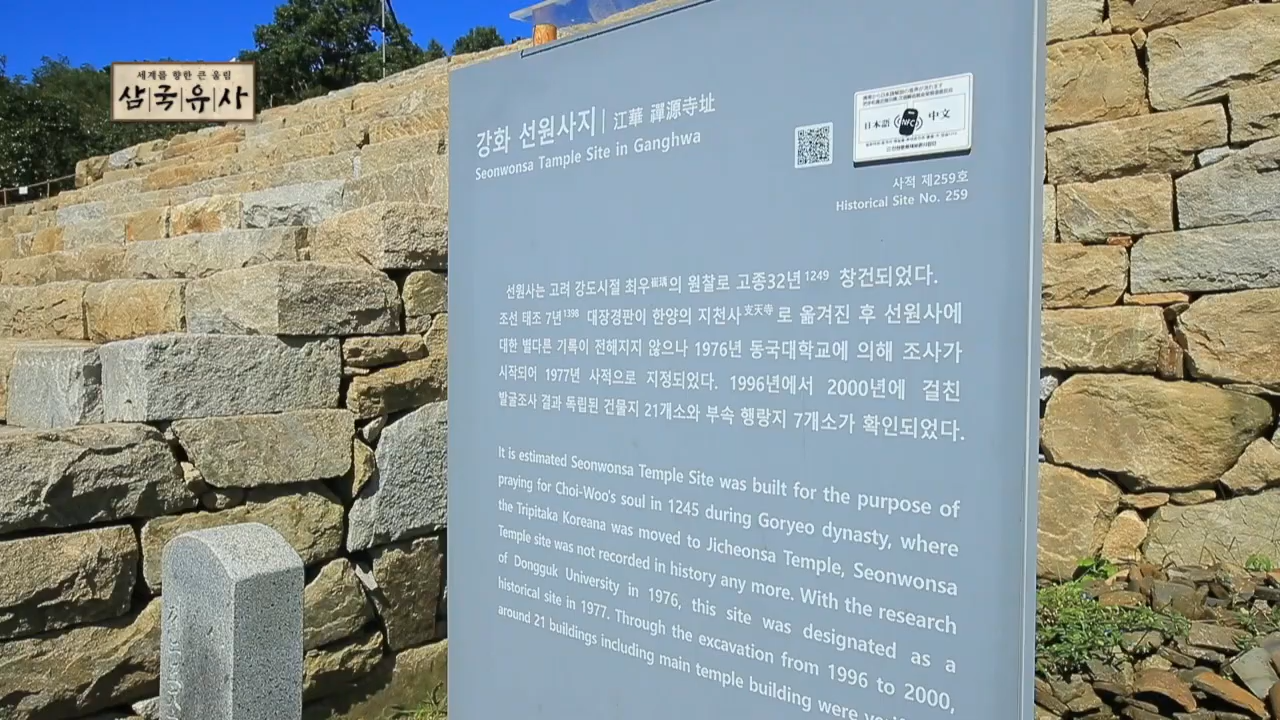 세계를 향한 큰 울림
삼국유사
강화 선원사지 | 江華 禪源寺址
Seonwonsa Tample Site in Ganghwa
日本語 NFC 中文
사적 제259호
Historical Site No. 259
선원사는 고려 강도시절 최우崔瑀의 원찰로 고종32년1249 창건되었다.
조선 태조 7년1398 대장경판이 한양의 지천사支天寺로 옮겨진 후 선원사에
대한 별다른 기록이 전해지지 않으나 1976년 동국대학교에 의해 조사가
시작되어 1977년 사적으로 지정되었다. 1996년에서 2000년에 걸친
발굴조사 결과 독립된 건물지 21개소와 부속 행랑지 7개소가 확인되었다.
It is estimated Seonwonsa Temple Site was built for the purpose of
praying for Choi-Woo's soul in 1245 during Goryeo dynasty, where
the Tripitaka Koreana was moved to Jicheonsa Temple, Seonwonsa
Temple site was not recorded in history any more. With the research
of Dongguk University in 1976, this site was designated as a
historical site in 1977. Through the excavation from 1996 to 2000,
around 21 buildings including main temple building were